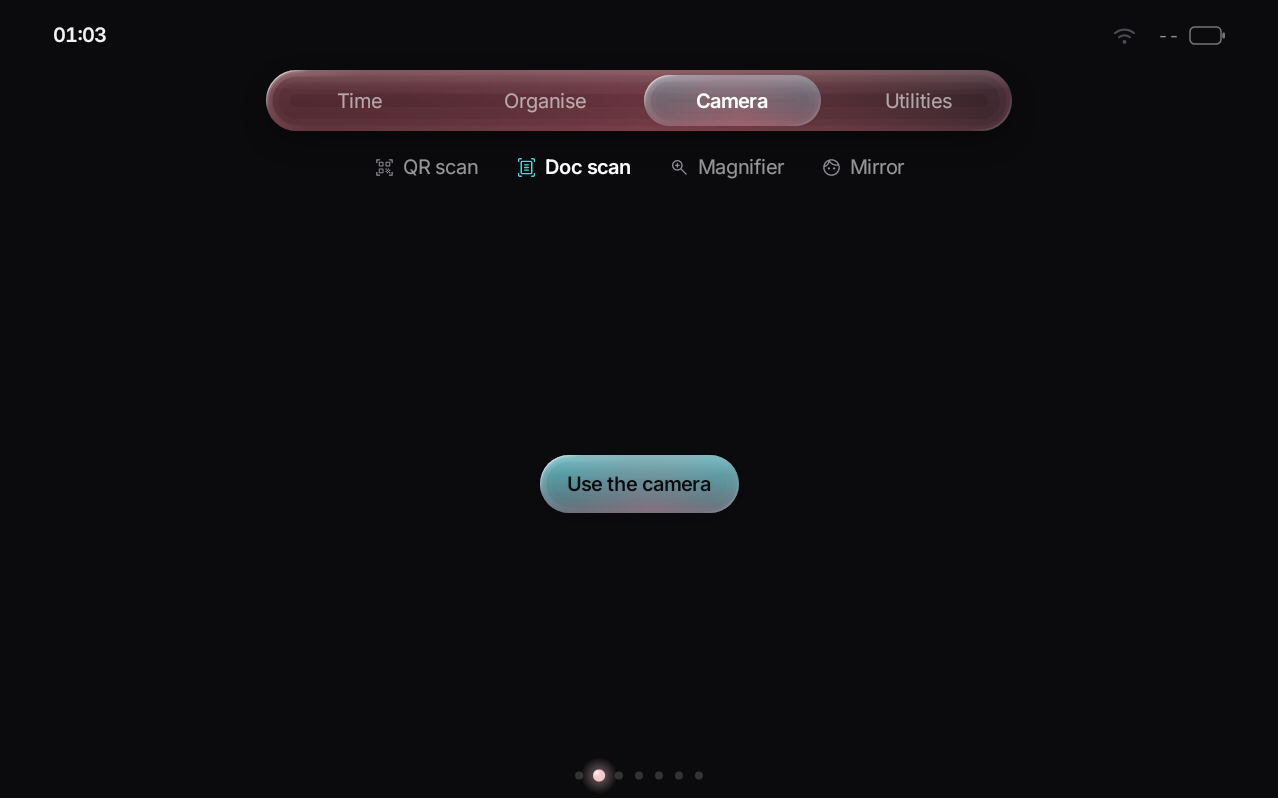 01:03
--
Time Organise Camera Utilities
QR scan Doc scan Magnifier Mirror
Use the camera